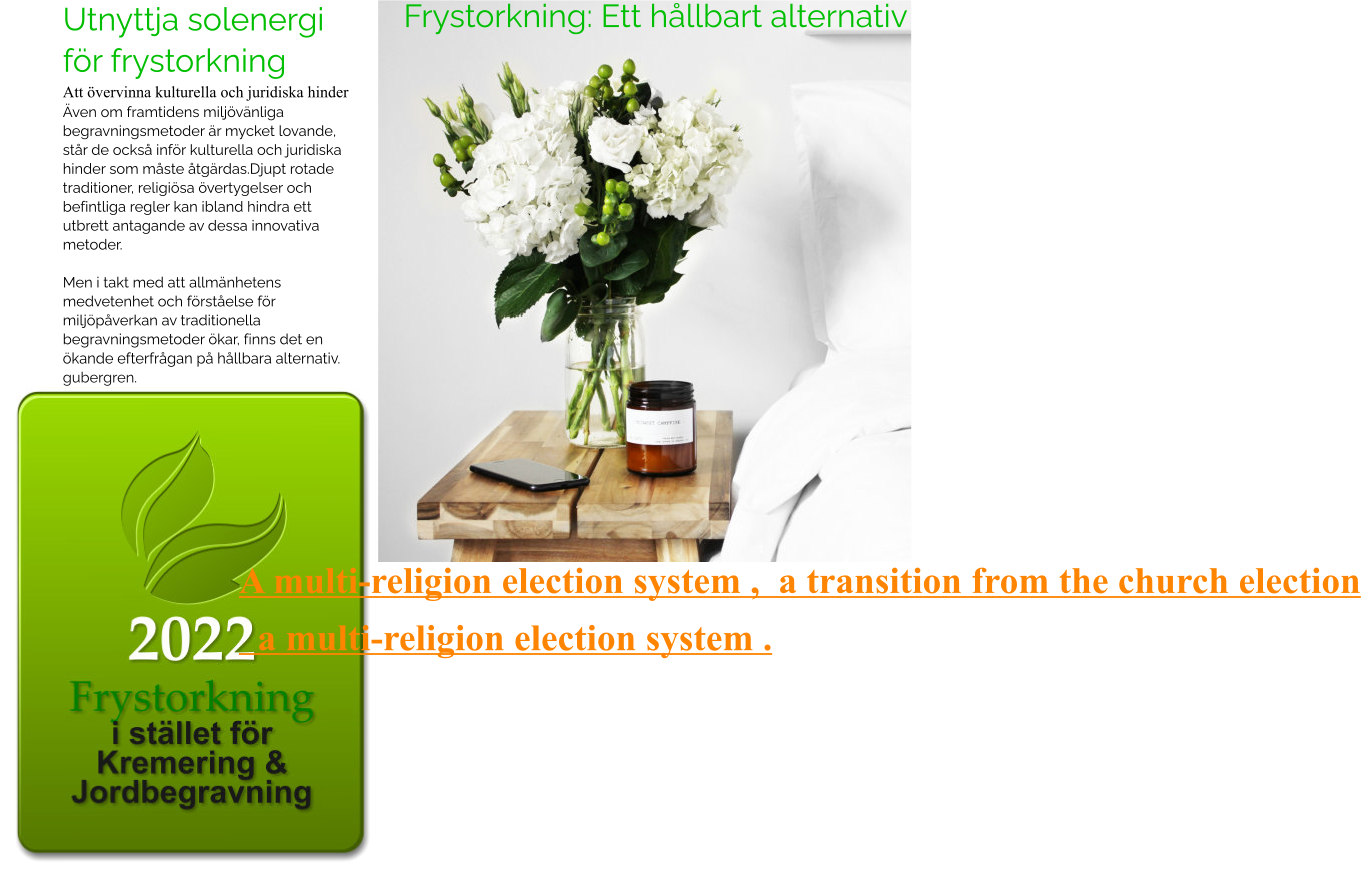 Utnyttja solenergi
för frystorkning
Att övervinna kulturella och juridiska hinder
Även om framtidens miljövänliga
begravningsmetoder är mycket lovande,
står de också inför kulturella och juridiska
hinder som måste åtgärdas.Djupt rotade
traditioner, religiösa övertygelser och
befintliga regler kan ibland hindra ett
utbrett antagande av dessa innovativa
metoder.
Men i takt med att allmänhetens
medvetenhet och förståelse för
miljöpåverkan av traditionella
begravningsmetoder ökar, finns det en
ökande efterfrågan på hållbara alternativ.
gubergren.
Frystorkning: Ett hållbart alternativ
A multi-religion election system , a transition from the church election
a multi-religion election system .
2022
Frystorkning
i stället för
Kremering &
Jordbegravning